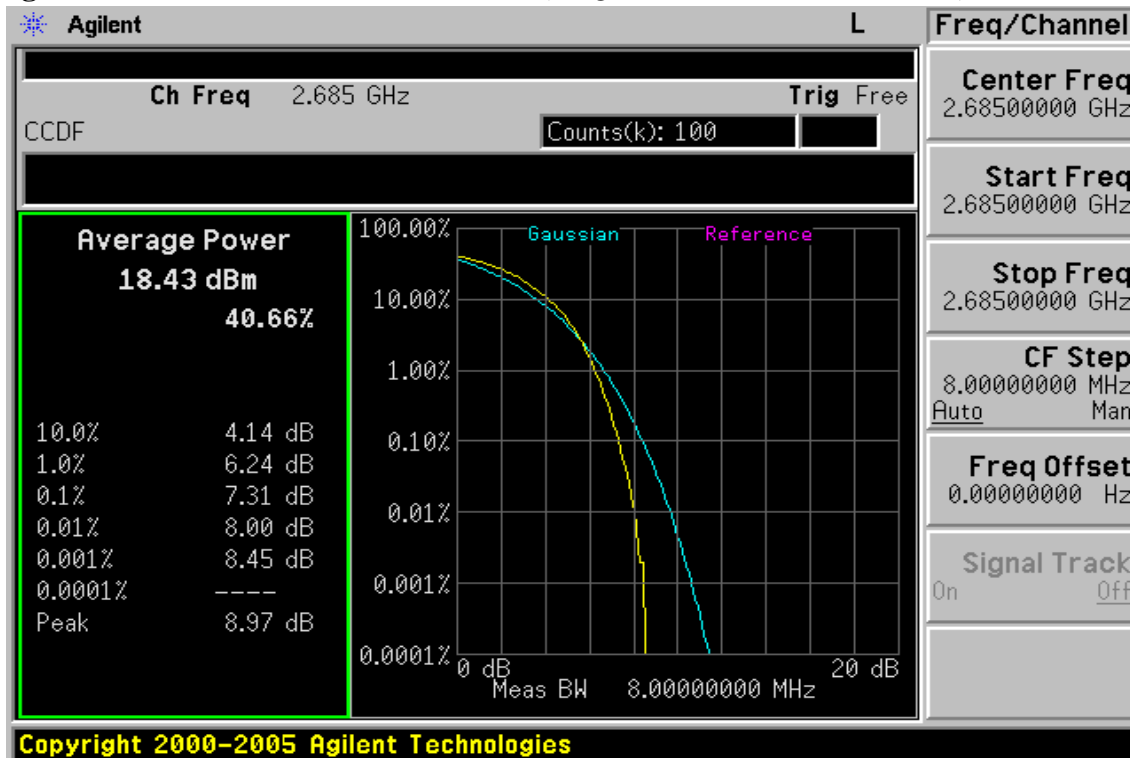 Agilent L Freq/Channel
Ch Freq 2.685 GHz Trig Free
CCDF Counts(k): 100
Center Freq
2.68500000 GHz
Start Freq
2.68500000 GHz
Stop Freq
2.68500000 GHz
CF Step
8.00000000 MHz
Auto Man
Freq Offset
0.00000000 Hz
Signal Track
On Off
Average Power
18.43 dBm
40.66%
10.0% 4.14 dB
1.0% 6.24 dB
0.1% 7.31 dB
0.01% 8.00 dB
0.001% 8.45 dB
0.0001% ----
Peak 8.97 dB
Gaussian Reference
100.00%
10.00%
1.00%
0.10%
0.01%
0.001%
0.0001%
0 dB 20 dB
Meas BW 8.00000000 MHz
Copyright 2000-2005 Agilent Technologies